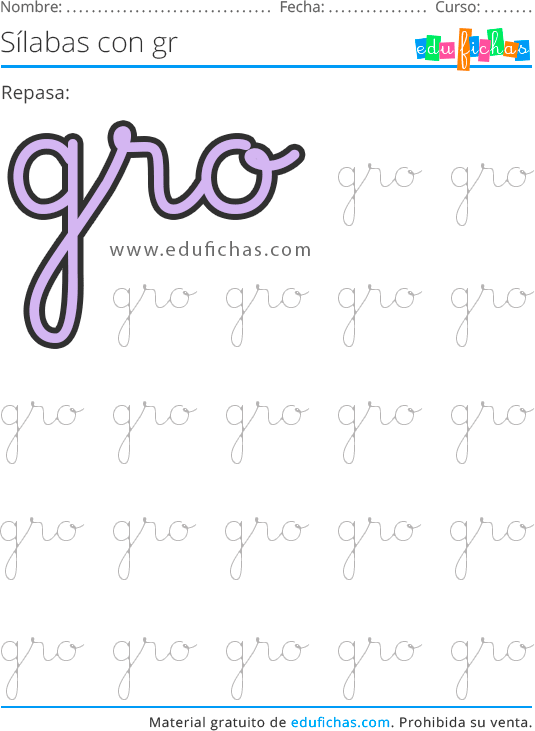 Nombre: ................................ Fecha: ................ Curso: ........
Sílabas con gr
edufichas
Repasa:
gro
gro gro
www.edufichas.com
gro gro gro gro
gro gro gro gro gro
gro gro gro gro gro
gro gro gro gro gro
Material gratuito de edufichas.com. Prohibida su venta.